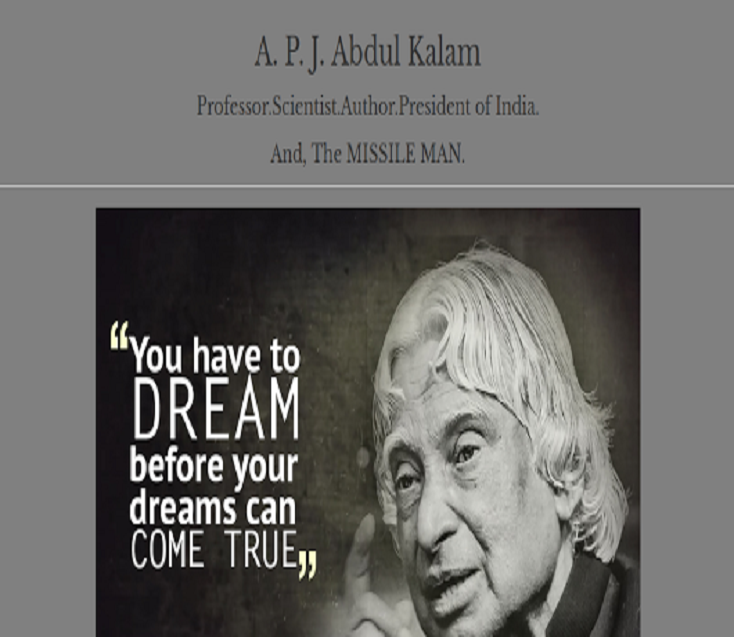 A. P. J. Abdul Kalam
Professor.Scientist.Author.President of India.
And, The MISSILE MAN.
“You have to
DREAM
before your
dreams can
COME TRUE„